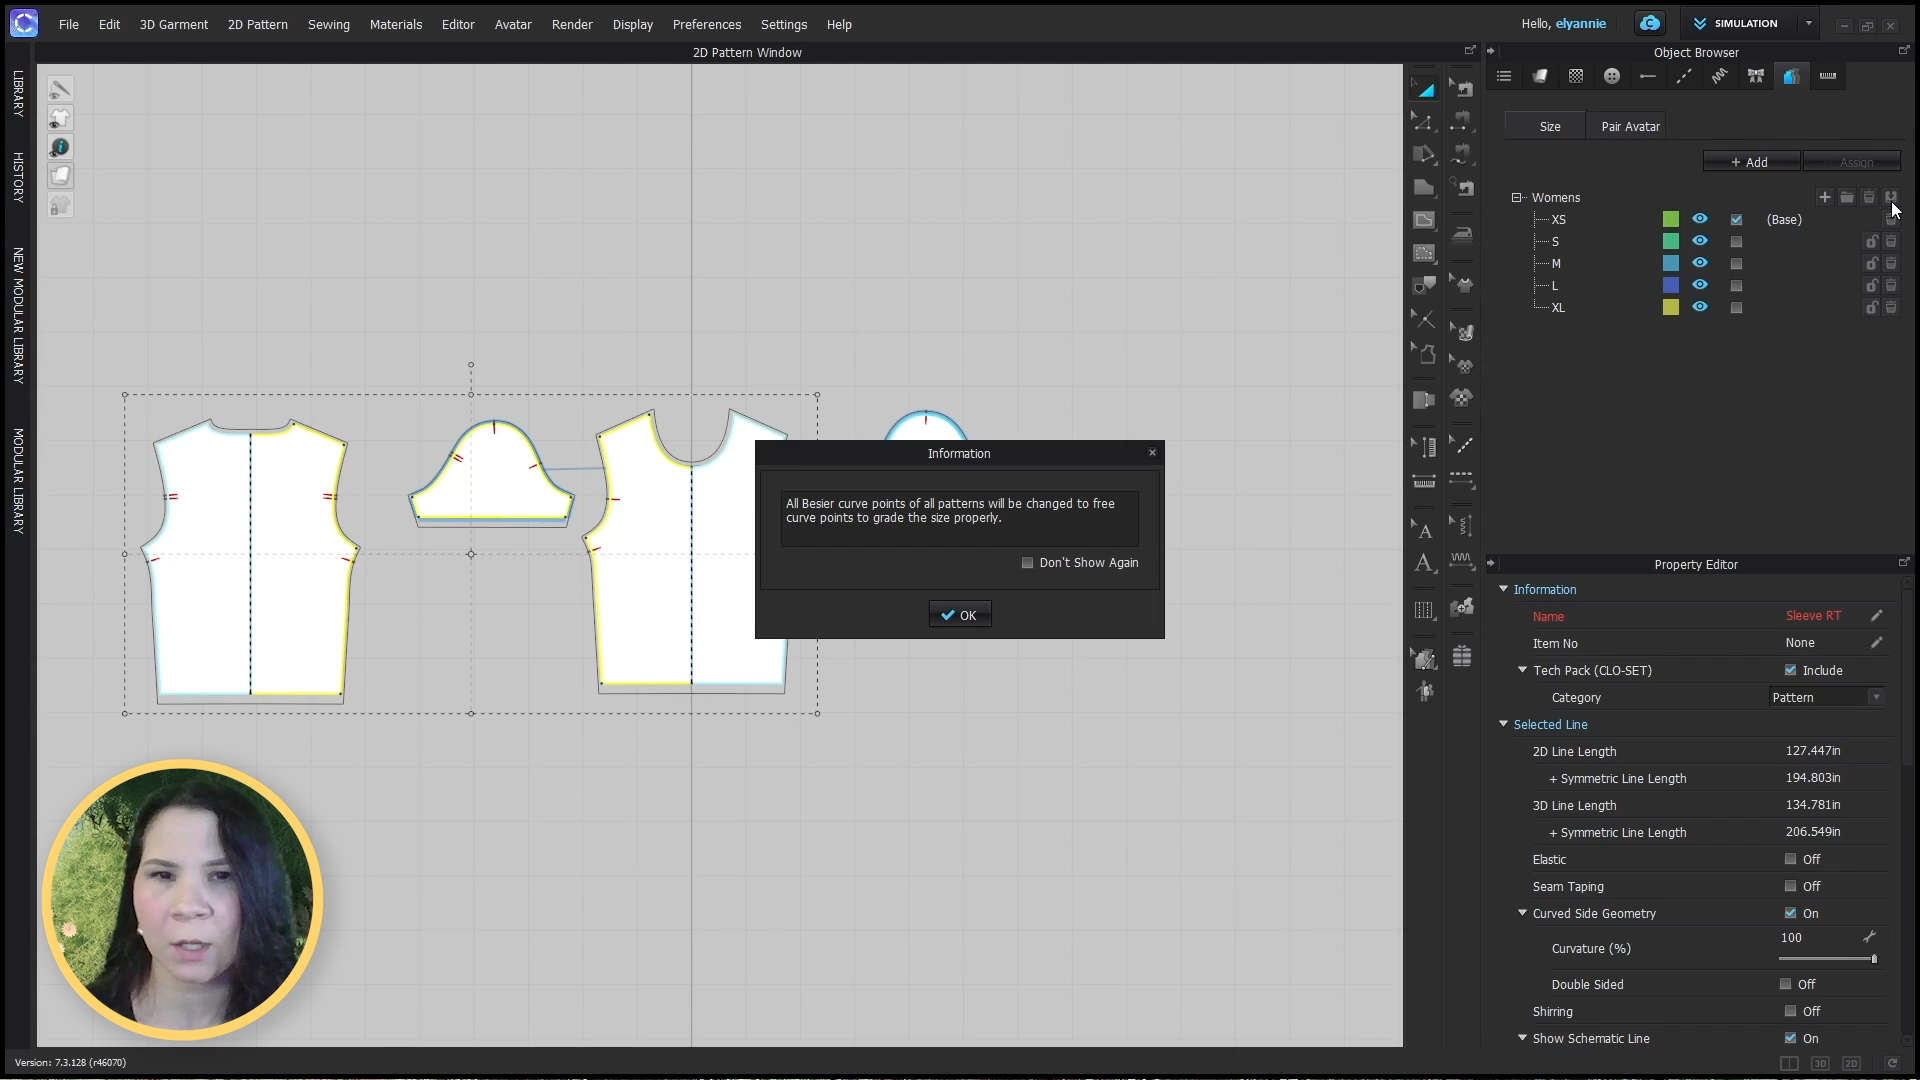 File Edit 3D Garment 2D Pattern Sewing Materials Editor Avatar Render Display Preferences Settings Help
Hello, elyannie
SIMULATION
2D Pattern Window
Object Browser
LIBRARY
HISTORY
NEW MODULAR LIBRARY
MODULAR LIBRARY
Size Pair Avatar
+ Add Assign
Womens
XS (Base)
S
M
L
XL
Information
All Besier curve points of all patterns will be changed to free
curve points to grade the size properly.
Don't Show Again
OK
Property Editor
Information
Name Sleeve RT
Item No None
Tech Pack (CLO-SET) Include
Category Pattern
Selected Line
2D Line Length 127.447in
+ Symmetric Line Length 194.803in
3D Line Length 134.781in
+ Symmetric Line Length 206.549in
Elastic Off
Seam Taping Off
Curved Side Geometry On
Curvature (%) 100
Double Sided Off
Shirring Off
Show Schematic Line On
Version: 7.3.128 (r46070)
3D 2D